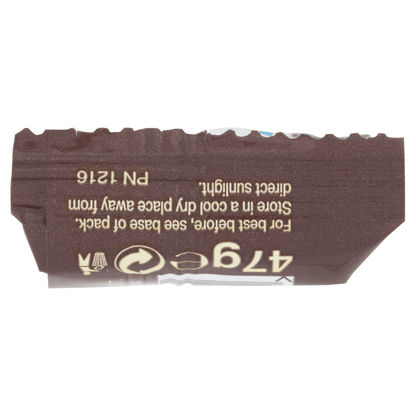 47g e
For best before, see base of pack.
Store in a cool dry place away from
direct sunlight.
PN 1216